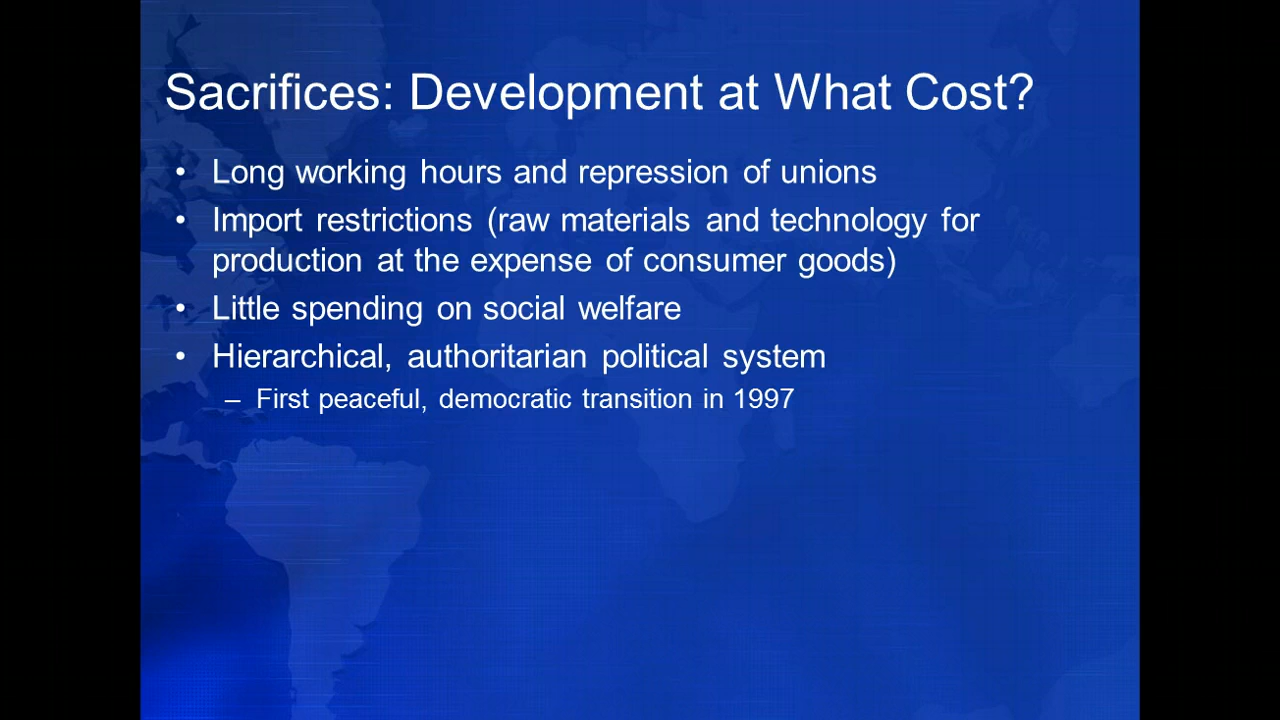 Sacrifices: Development at What Cost?
• Long working hours and repression of unions
• Import restrictions (raw materials and technology for
production at the expense of consumer goods)
• Little spending on social welfare
• Hierarchical, authoritarian political system
– First peaceful, democratic transition in 1997